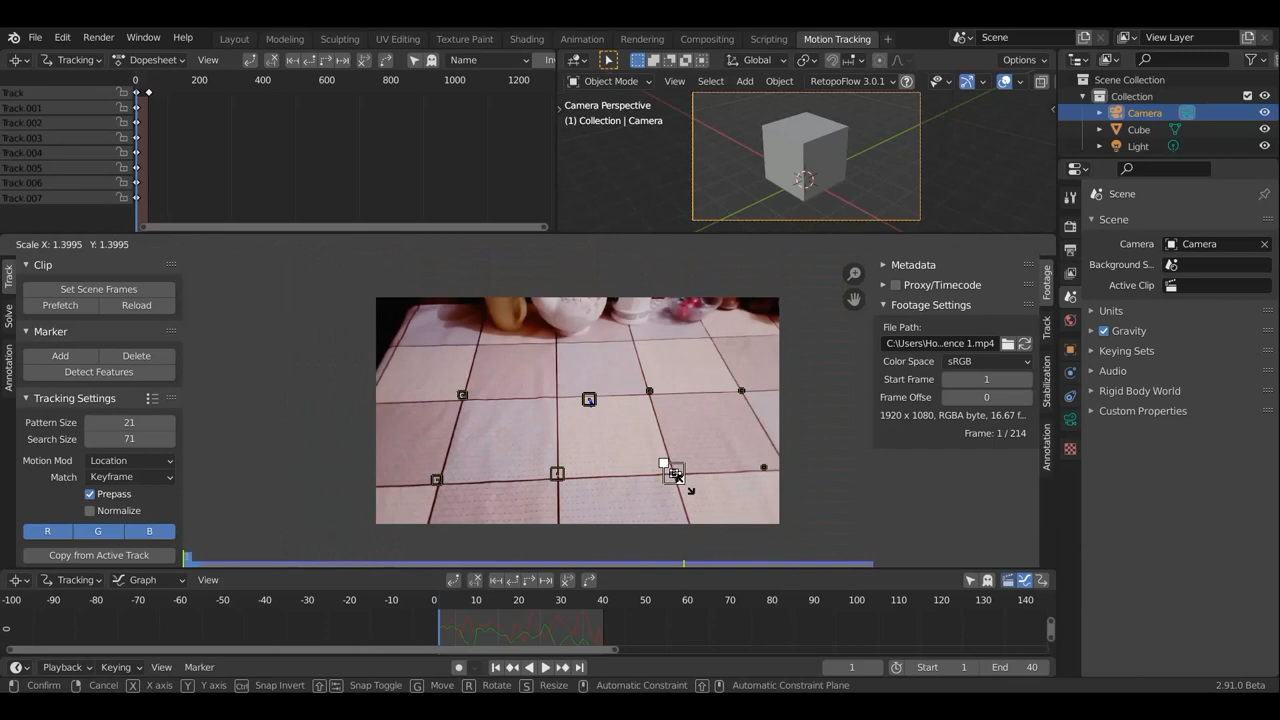 File Edit Render Window Help Layout Modeling Sculpting UV Editing Texture Paint Shading Animation Rendering Compositing Scripting Motion Tracking + Scene View Layer
Tracking Dopesheet View Name Inv Global Options
Object Mode View Select Add Object RetopoFlow 3.0.1
0 200 400 600 800 1000 1200
Track
Track.001
Track.002
Track.003
Track.004
Track.005
Track.006
Track.007
Camera Perspective
(1) Collection | Camera
Scene Collection
Collection
Camera
Cube
Light
Scene
Scene
Camera Camera
Background S...
Active Clip
Units
Gravity
Keying Sets
Audio
Rigid Body World
Custom Properties
Scale X: 1.3995 Y: 1.3995
Track
Solve
Annotation
Clip
Set Scene Frames
Prefetch Reload
Marker
Add Delete
Detect Features
Tracking Settings
Pattern Size 21
Search Size 71
Motion Mod Location
Match Keyframe
Prepass
Normalize
R G B
Copy from Active Track
Metadata
Proxy/Timecode
Footage Settings
File Path:
C:\Users\Ho...ence 1.mp4
Color Space sRGB
Start Frame 1
Frame Offset 0
1920 x 1080, RGBA byte, 16.67 f...
Frame: 1 / 214
Footage
Track
Stabilization
Annotation
Tracking Graph View
-100 -90 -80 -70 -60 -50 -40 -30 -20 -10 0 10 20 30 40 50 60 70 80 90 100 110 120 130 140
0
Playback Keying View Marker 1 Start 1 End 40
Confirm Cancel X X axis Y Y axis Ctrl Snap Invert Snap Toggle G Move R Rotate S Resize Automatic Constraint Automatic Constraint Plane 2.91.0 Beta